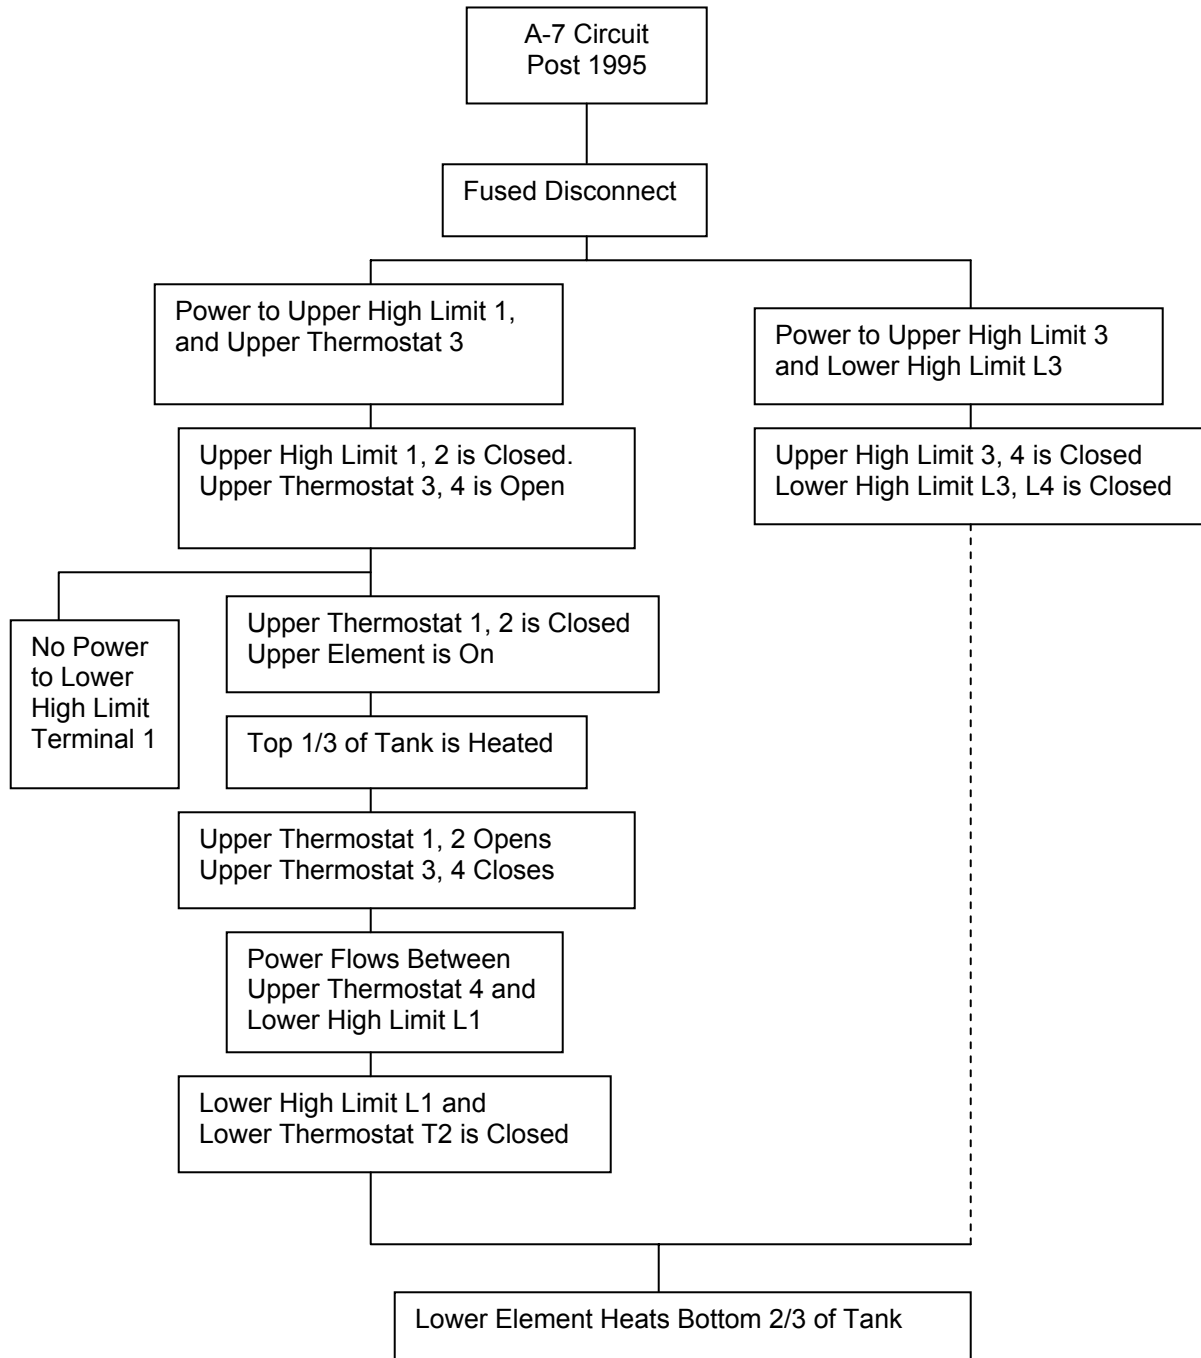 A-7 Circuit
Post 1995
Fused Disconnect
Power to Upper High Limit 1,
and Upper Thermostat 3
Power to Upper High Limit 3
and Lower High Limit L3
Upper High Limit 1, 2 is Closed.
Upper Thermostat 3, 4 is Open
Upper High Limit 3, 4 is Closed
Lower High Limit L3, L4 is Closed
No Power
to Lower
High Limit
Terminal 1
Upper Thermostat 1, 2 is Closed
Upper Element is On
Top 1/3 of Tank is Heated
Upper Thermostat 1, 2 Opens
Upper Thermostat 3, 4 Closes
Power Flows Between
Upper Thermostat 4 and
Lower High Limit L1
Lower High Limit L1 and
Lower Thermostat T2 is Closed
Lower Element Heats Bottom 2/3 of Tank